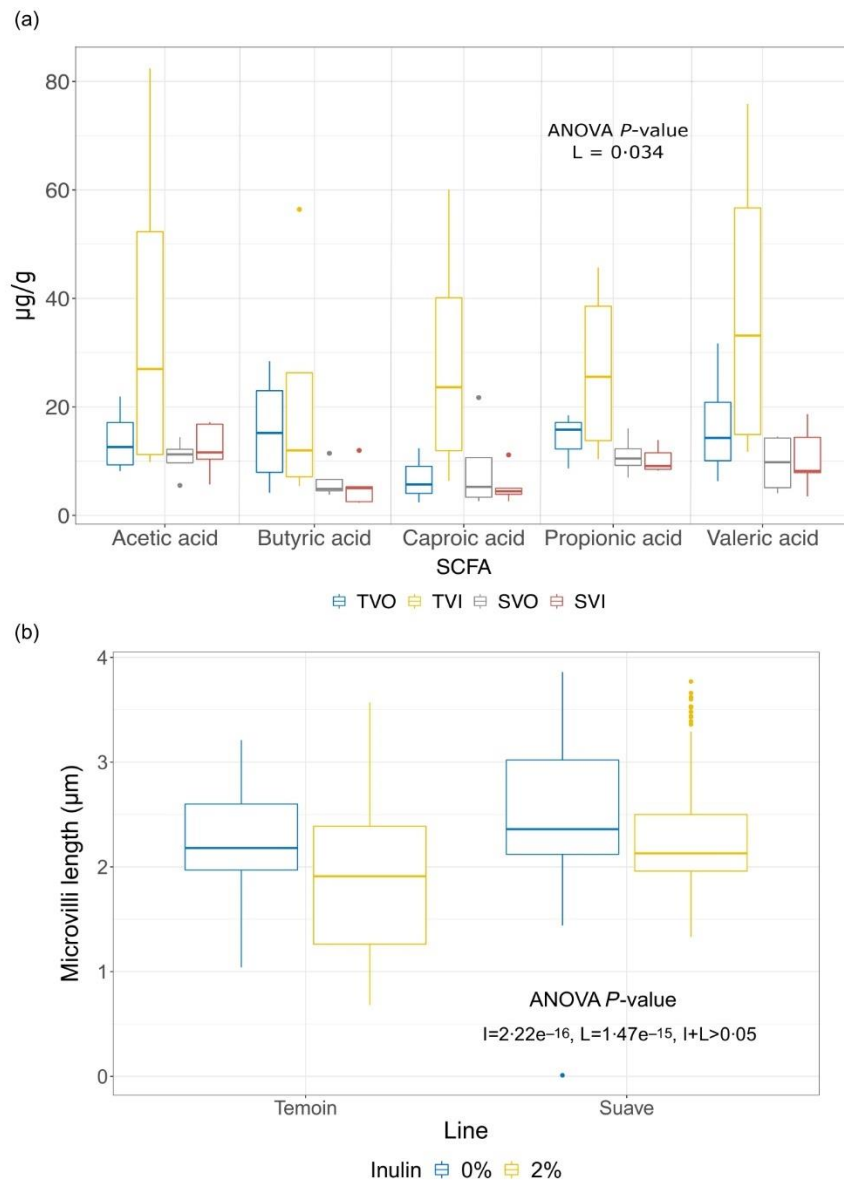 (a)
80
60
40
20
0
µg/g
ANOVA P-value
L = 0·034
Acetic acid Butyric acid Caproic acid Propionic acid Valeric acid
SCFA
TVO TVI SVO SVI
(b)
4
3
2
1
0
Microvilli length (µm)
ANOVA P-value
I=2·22e–16, L=1·47e–15, I+L>0·05
Temoin Suave
Line
Inulin 0% 2%